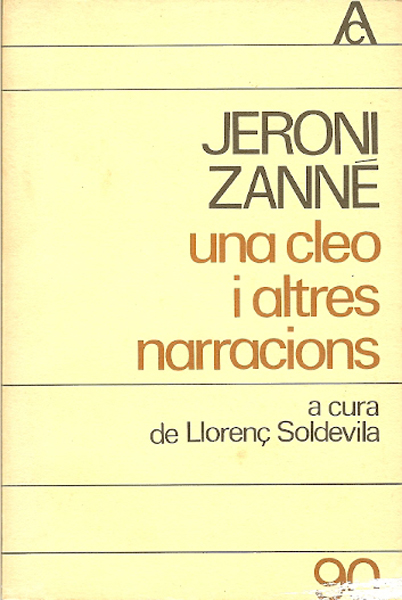 Ac
JERONI
ZANNÉ
una cleo
i altres
narracions
a cura
de Llorenç Soldevila
90